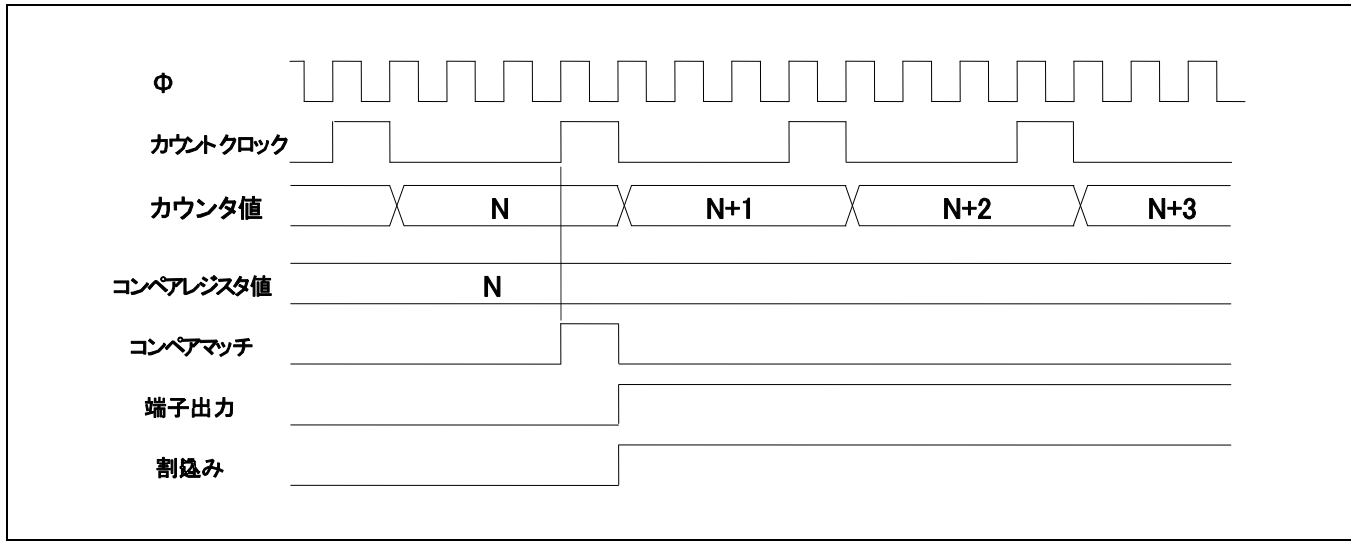 Φ
カウントクロック
カウンタ値 N N+1 N+2 N+3
コンペアレジスタ値 N
コンペアマッチ
端子出力
割込み